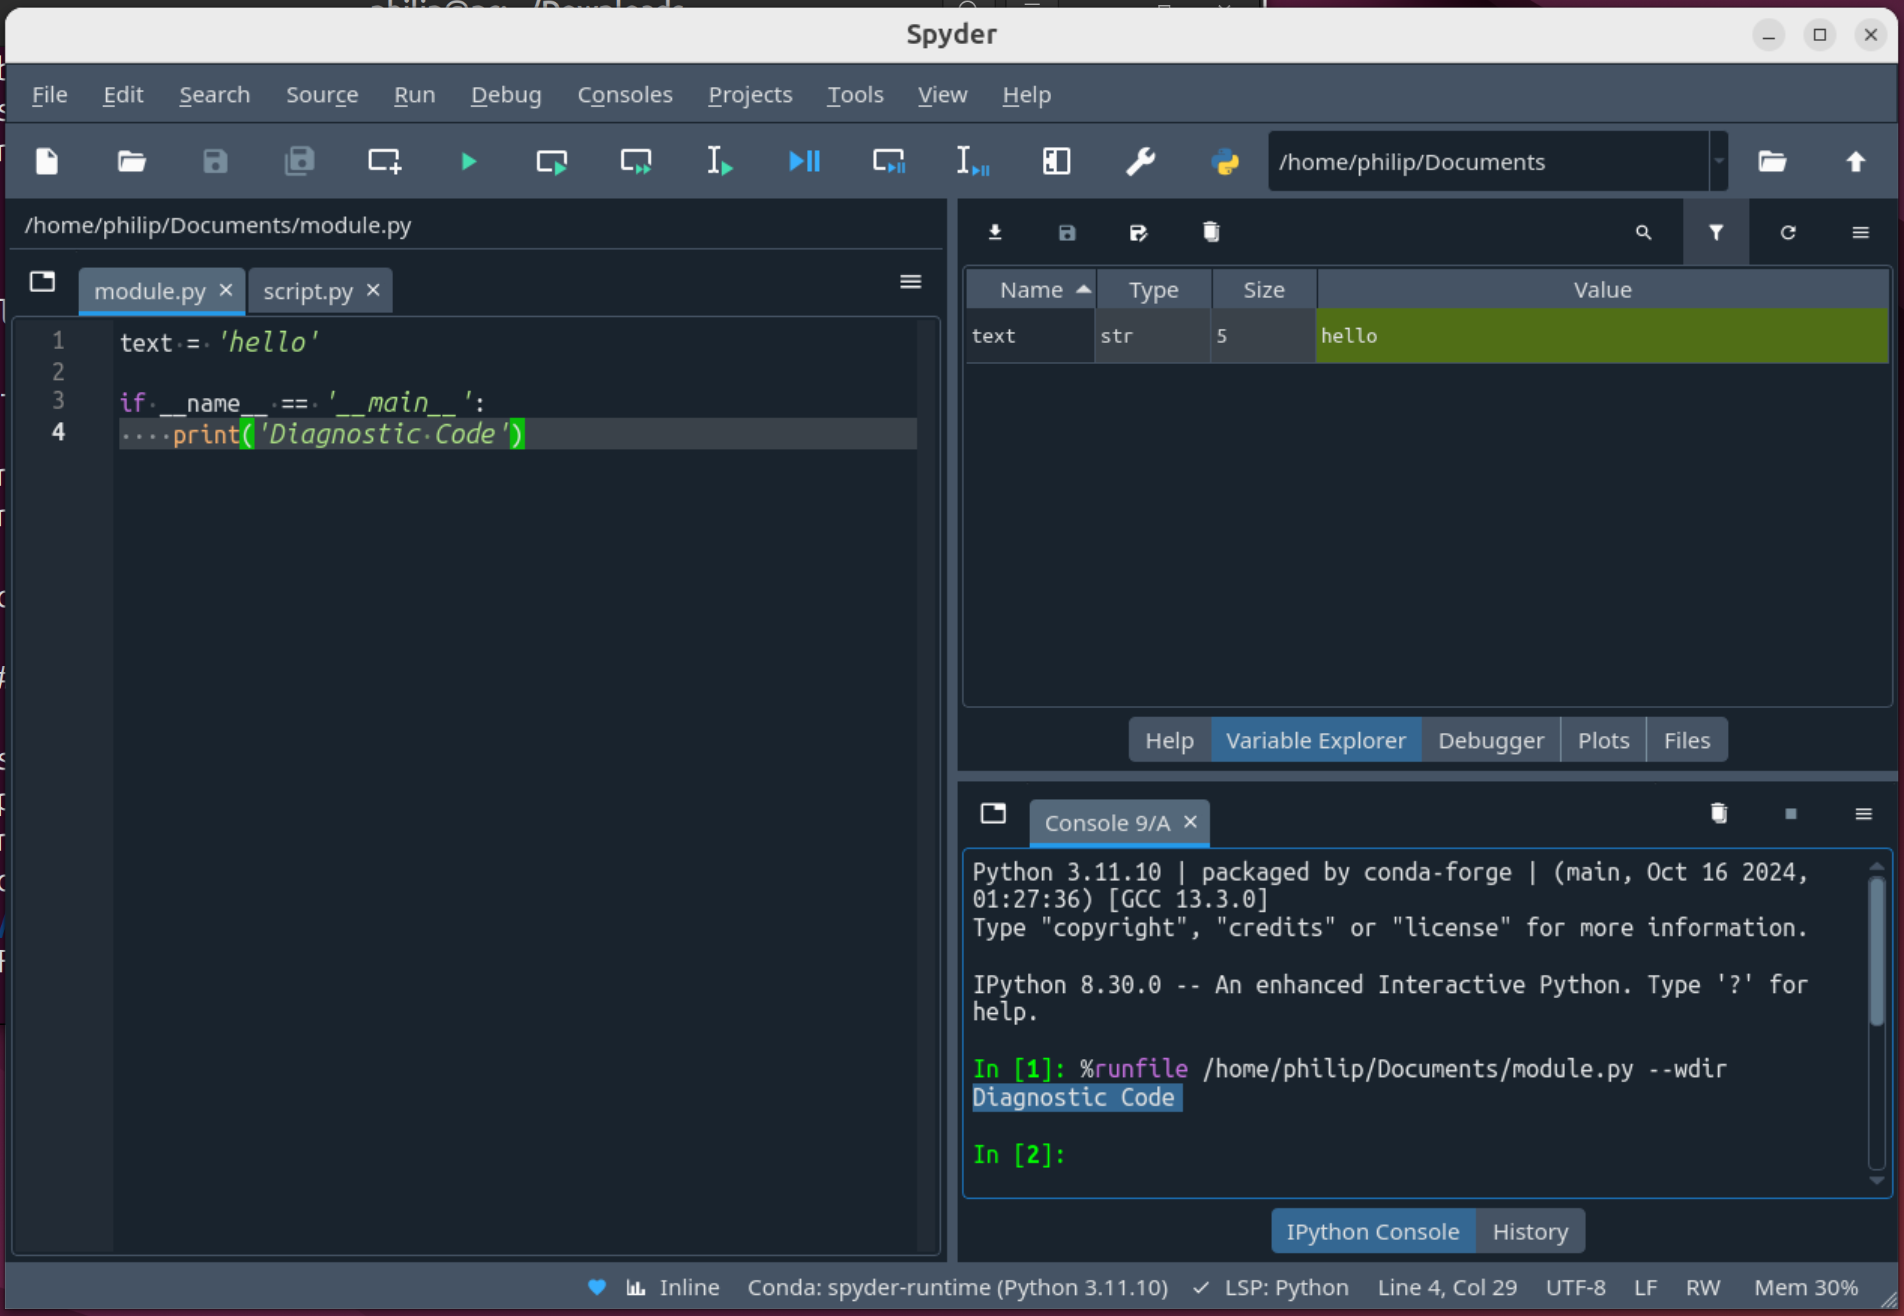 Spyder
File Edit Search Source Run Debug Consoles Projects Tools View Help
/home/philip/Documents
/home/philip/Documents/module.py
module.py script.py
1 text = 'hello'
2
3 if __name__ == '__main__':
4     print('Diagnostic Code')
Name Type Size Value
text str 5 hello
Help Variable Explorer Debugger Plots Files
Console 9/A
Python 3.11.10 | packaged by conda-forge | (main, Oct 16 2024,
01:27:36) [GCC 13.3.0]
Type "copyright", "credits" or "license" for more information.
IPython 8.30.0 -- An enhanced Interactive Python. Type '?' for
help.
In [1]: %runfile /home/philip/Documents/module.py --wdir
Diagnostic Code
In [2]:
IPython Console History
Inline Conda: spyder-runtime (Python 3.11.10) LSP: Python Line 4, Col 29 UTF-8 LF RW Mem 30%